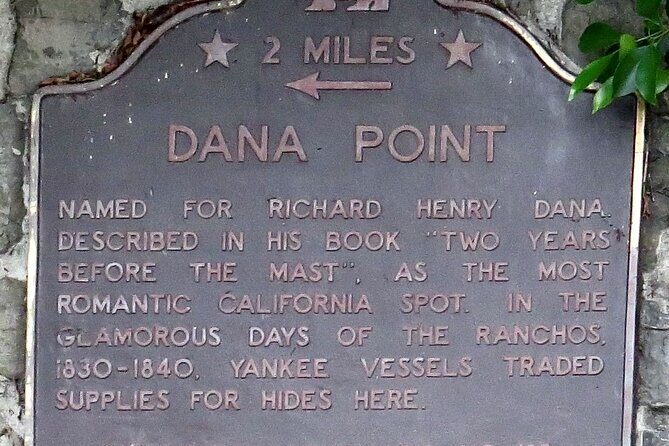 2 MILES
DANA POINT
NAMED FOR RICHARD HENRY DANA.
DESCRIBED IN HIS BOOK "TWO YEARS
BEFORE THE MAST", AS THE MOST
ROMANTIC CALIFORNIA SPOT. IN THE
GLAMOROUS DAYS OF THE RANCHOS,
1830-1840, YANKEE VESSELS TRADED
SUPPLIES FOR HIDES HERE.